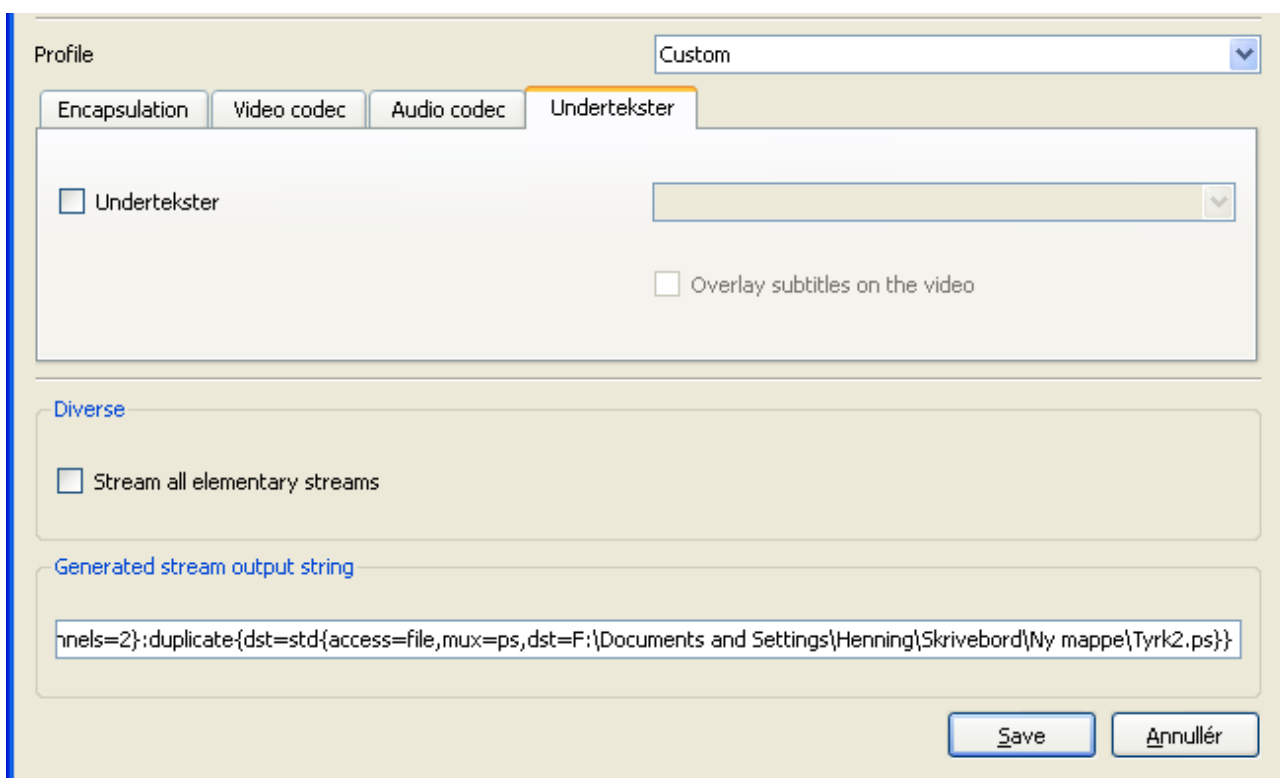 Profile
Custom
Encapsulation
Video codec
Audio codec
Undertekster
Undertekster
Overlay subtitles on the video
Diverse
Stream all elementary streams
Generated stream output string
nnels=2}:duplicate{dst=std{access=file,mux=ps,dst=F:\Documents and Settings\Henning\Skrivebord\Ny mappe\Tyrk2.ps}}
Save
Annullér